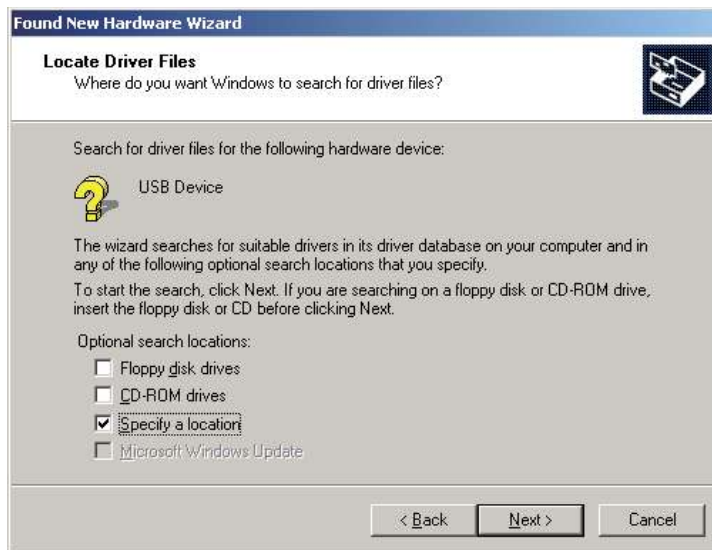 Found New Hardware Wizard
Locate Driver Files
Where do you want Windows to search for driver files?
Search for driver files for the following hardware device:
USB Device
The wizard searches for suitable drivers in its driver database on your computer and in
any of the following optional search locations that you specify.
To start the search, click Next. If you are searching on a floppy disk or CD-ROM drive,
insert the floppy disk or CD before clicking Next.
Optional search locations:
Floppy disk drives
CD-ROM drives
Specify a location
Microsoft Windows Update
< Back Next > Cancel